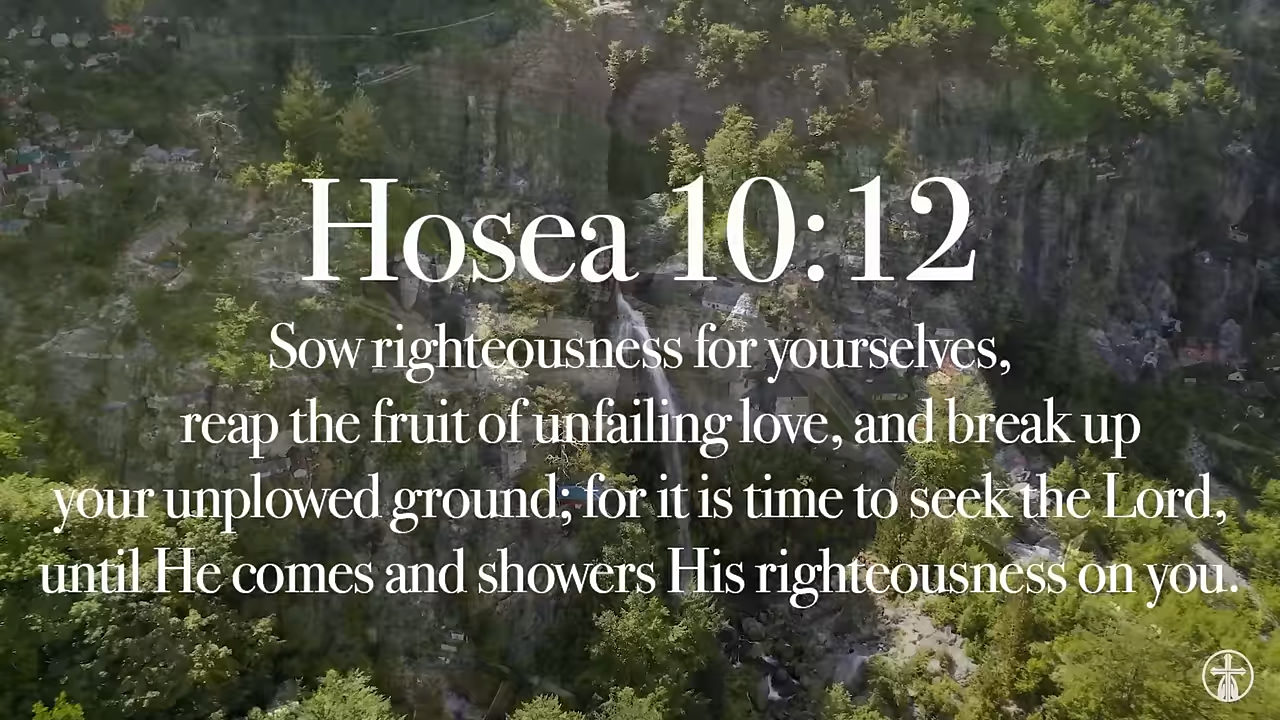 Hosea 10:12
Sow righteousness for yourselves,
reap the fruit of unfailing love, and break up
your unplowed ground; for it is time to seek the Lord,
until He comes and showers His righteousness on you.